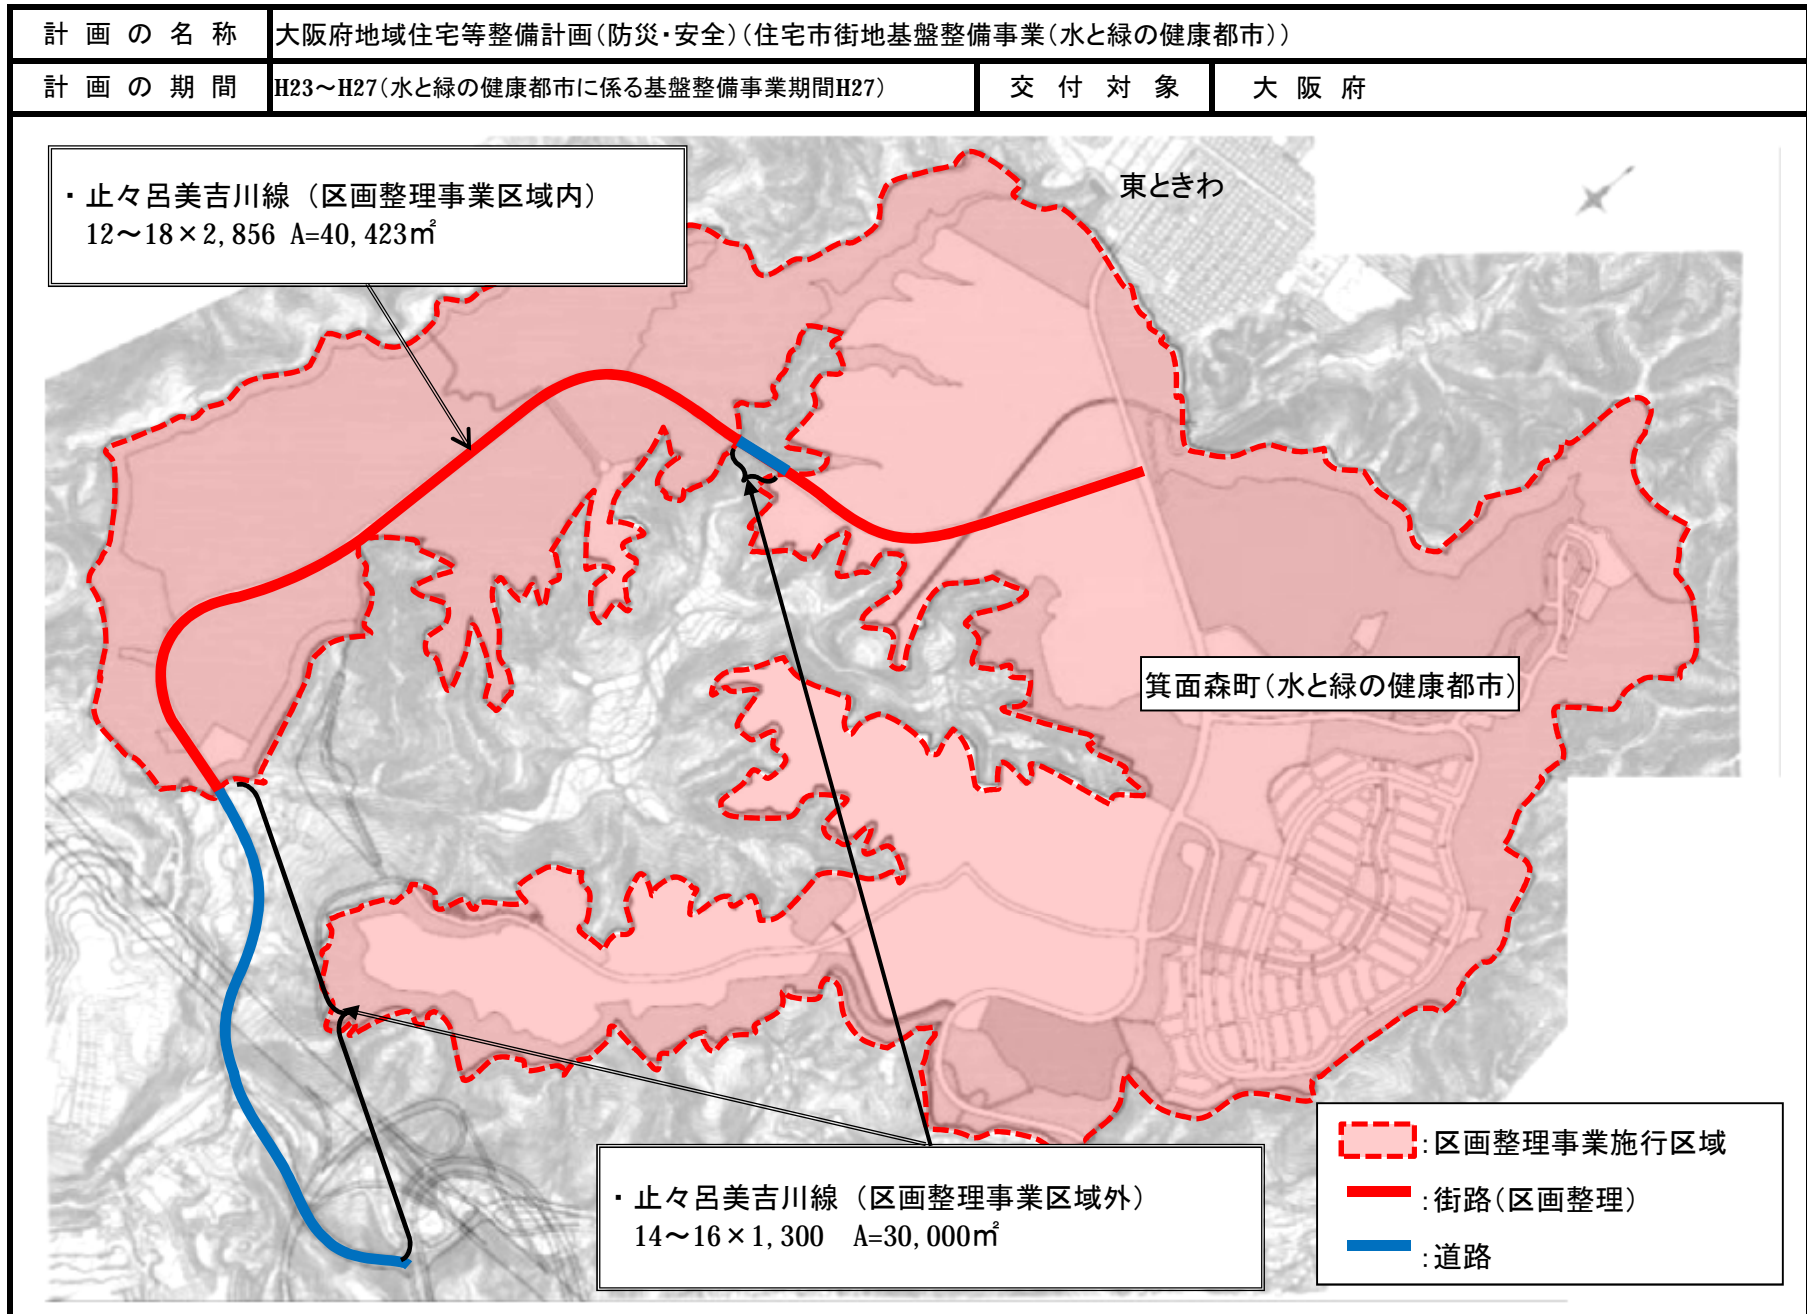 計画の名称 大阪府地域住宅等整備計画(防災・安全)(住宅市街地基盤整備事業(水と緑の健康都市))
計画の期間 H23～H27(水と緑の健康都市に係る基盤整備事業期間H27) 交付対象 大阪府
・止々呂美吉川線（区画整理事業区域内）
12～18×2,856 A=40,423㎡
東ときわ
箕面森町(水と緑の健康都市)
・止々呂美吉川線（区画整理事業区域外）
14～16×1,300 A=30,000㎡
:区画整理事業施行区域
:街路(区画整理)
:道路